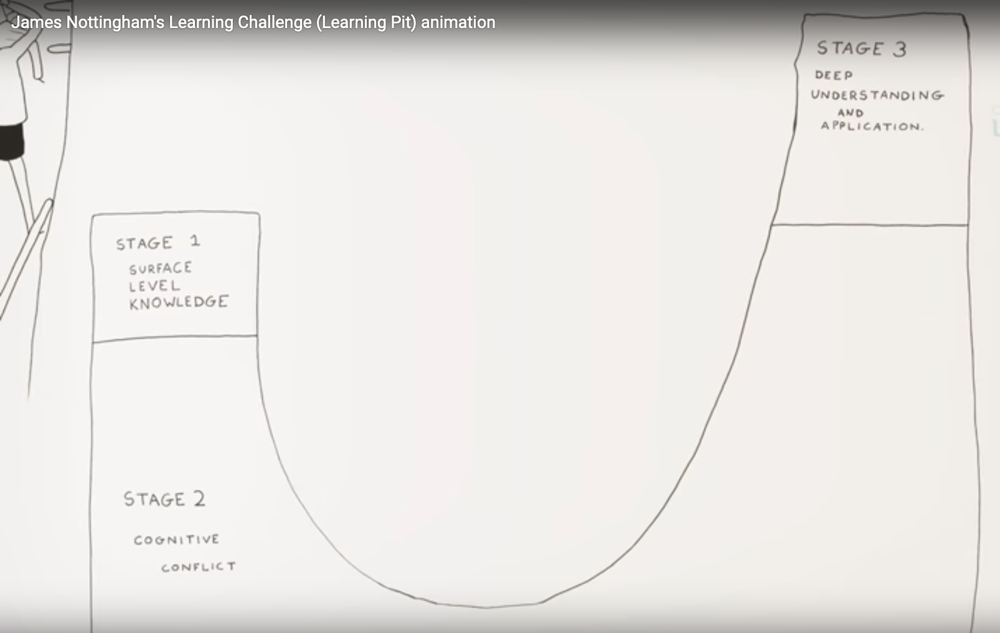 James Nottingham's Learning Challenge (Learning Pit) animation
STAGE 1
SURFACE
LEVEL
KNOWLEDGE
STAGE 2
COGNITIVE
CONFLICT
STAGE 3
DEEP
UNDERSTANDING
AND
APPLICATION.